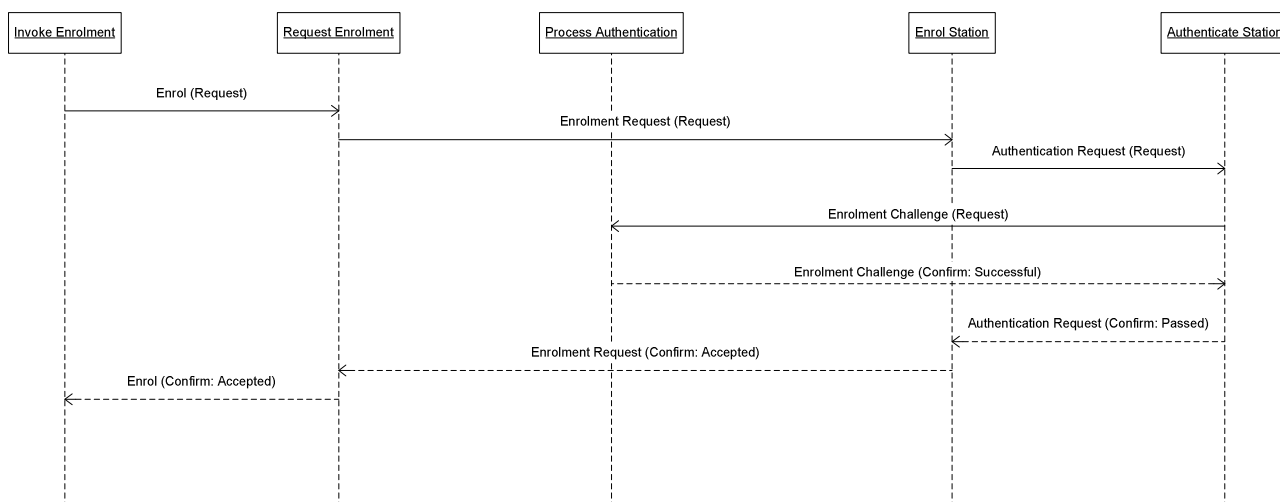 Invoke Enrolment
Request Enrolment
Process Authentication
Enrol Station
Authenticate Station
Enrol (Request)
Enrolment Request (Request)
Authentication Request (Request)
Enrolment Challenge (Request)
Enrolment Challenge (Confirm: Successful)
Authentication Request (Confirm: Passed)
Enrolment Request (Confirm: Accepted)
Enrol (Confirm: Accepted)